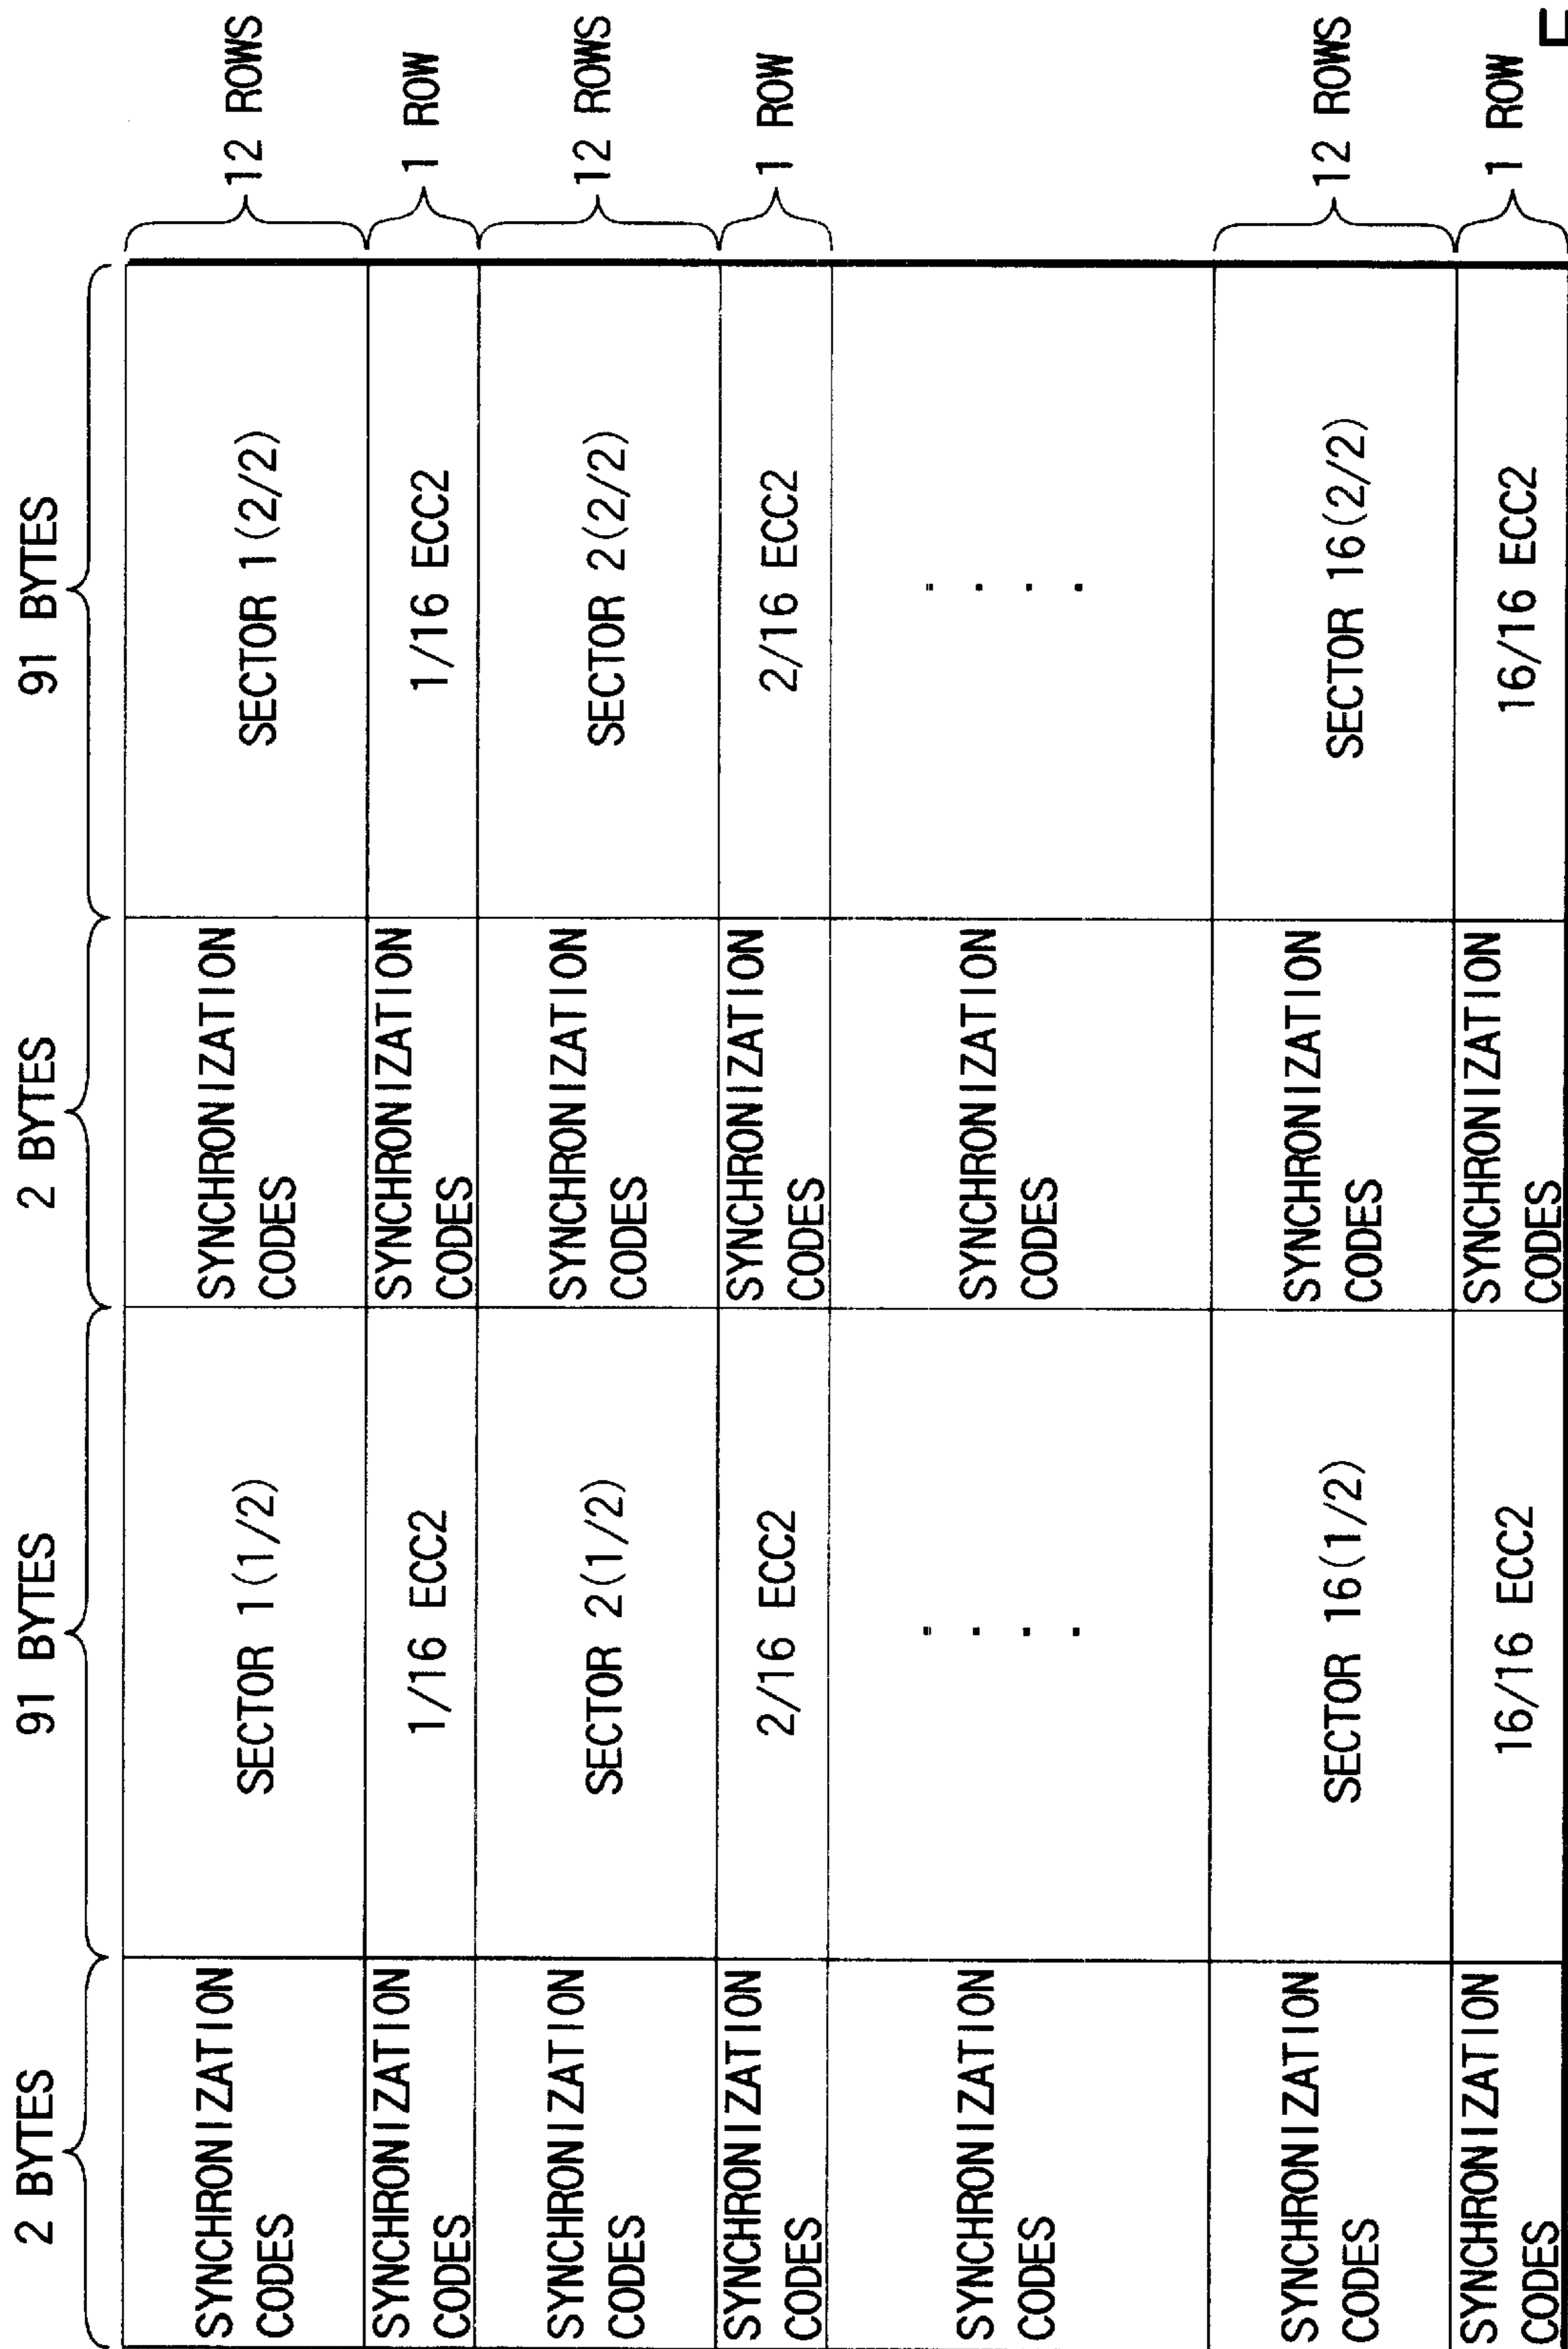 2 BYTES 91 BYTES 2 BYTES 91 BYTES
SYNCHRONIZATION
CODES
SECTOR 1(1/2)
SYNCHRONIZATION
CODES
SECTOR 1(2/2)
12 ROWS
SYNCHRONIZATION
CODES
1/16 ECC2
SYNCHRONIZATION
CODES
1/16 ECC2
1 ROW
SYNCHRONIZATION
CODES
SECTOR 2(1/2)
SYNCHRONIZATION
CODES
SECTOR 2(2/2)
12 ROWS
SYNCHRONIZATION
CODES
2/16 ECC2
SYNCHRONIZATION
CODES
2/16 ECC2
1 ROW
SYNCHRONIZATION
CODES
. . . .
SYNCHRONIZATION
CODES
. . . .
SYNCHRONIZATION
CODES
SECTOR 16(1/2)
SYNCHRONIZATION
CODES
SECTOR 16(2/2)
12 ROWS
SYNCHRONIZATION
CODES
16/16 ECC2
SYNCHRONIZATION
CODES
16/16 ECC2
1 ROW